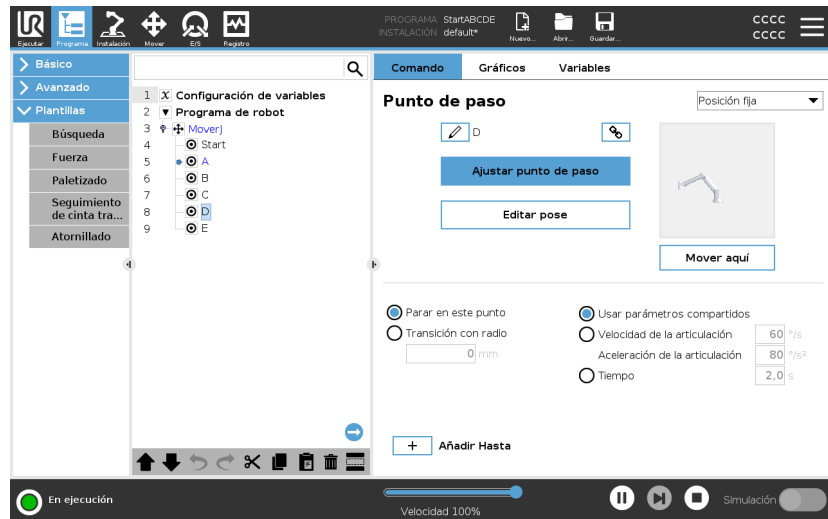 PROGRAMA StartABCDE
INSTALACIÓN default*
CCCC
CCCC
Ejecutar
Programa
Instalación
Mover
E/S
Registro
Nuevo...
Abrir...
Guardar...
Básico
Avanzado
Plantillas
Búsqueda
Fuerza
Paletizado
Seguimiento
de cinta tra...
Atornillado
1 X Configuración de variables
2 Programa de robot
3 MoverJ
4 Start
5 A
6 B
7 C
8 D
9 E
Comando
Gráficos
Variables
Punto de paso
Posición fija
D
Ajustar punto de paso
Editar pose
Mover aquí
Parar en este punto
Transición con radio
0 mm
Usar parámetros compartidos
Velocidad de la articulación 60 °/s
Aceleración de la articulación 80 °/s²
Tiempo 2,0 s
+ Añadir Hasta
En ejecución
Velocidad 100%
Simulación